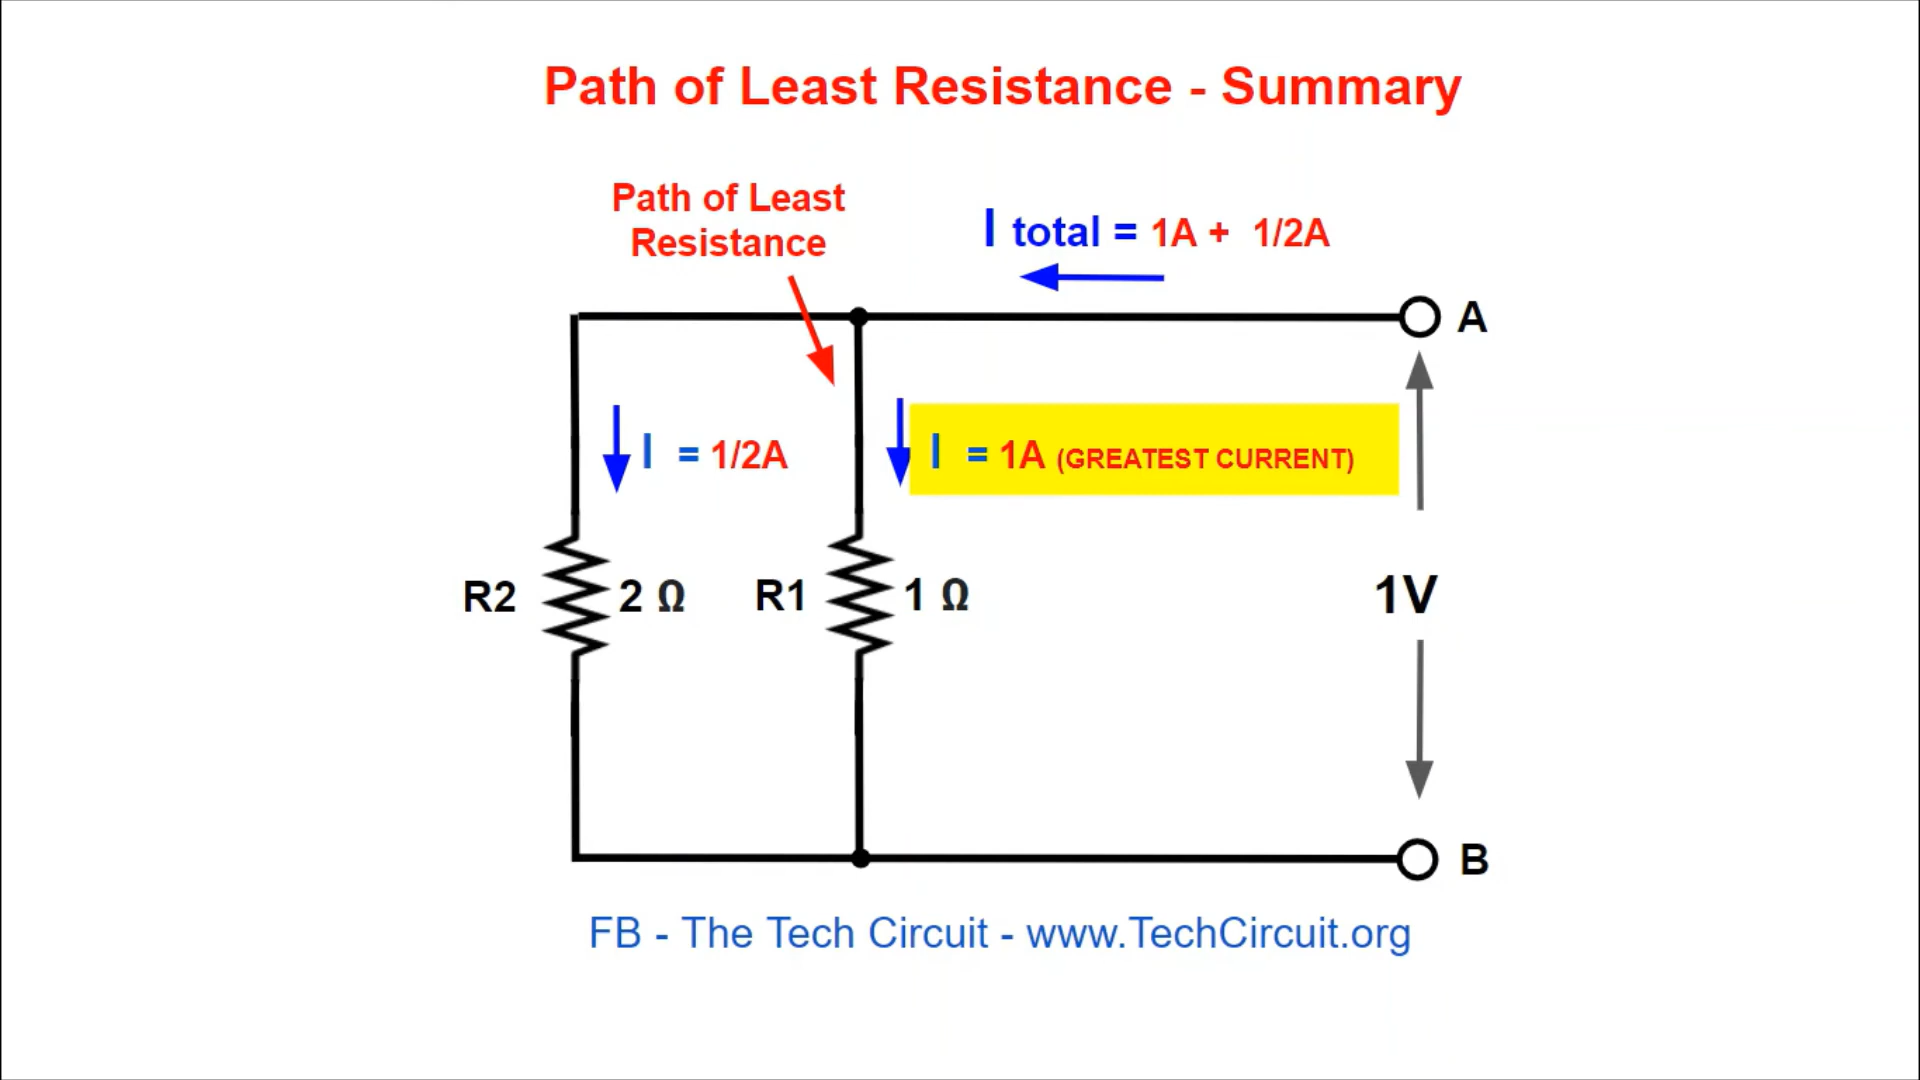 Path of Least Resistance - Summary
Path of Least
Resistance
I total = 1A + 1/2A
A
I = 1/2A
I = 1A (GREATEST CURRENT)
R2
2 Ω
R1
1 Ω
1V
B
FB - The Tech Circuit - www.TechCircuit.org